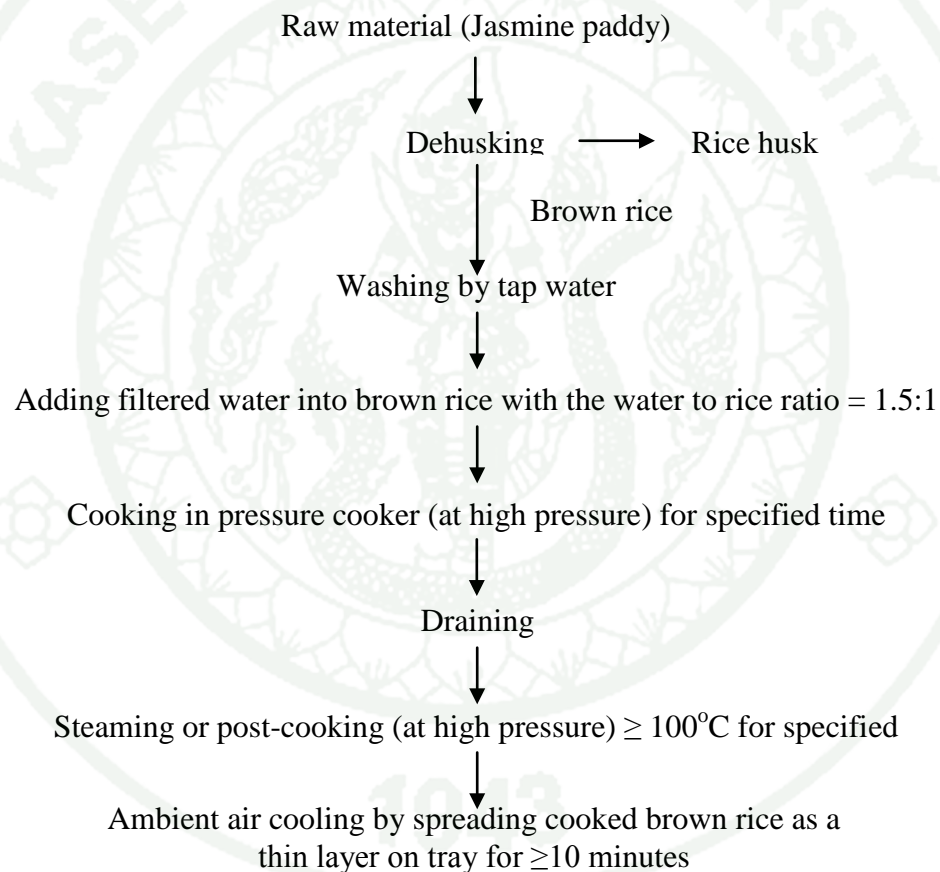 KASETSART UNIVERSITY
Raw material (Jasmine paddy)
Dehusking
Rice husk
Brown rice
Washing by tap water
Adding filtered water into brown rice with the water to rice ratio = 1.5:1
Cooking in pressure cooker (at high pressure) for specified time
Draining
Steaming or post-cooking (at high pressure) ≥ 100°C for specified
1943
Ambient air cooling by spreading cooked brown rice as a
thin layer on tray for ≥10 minutes